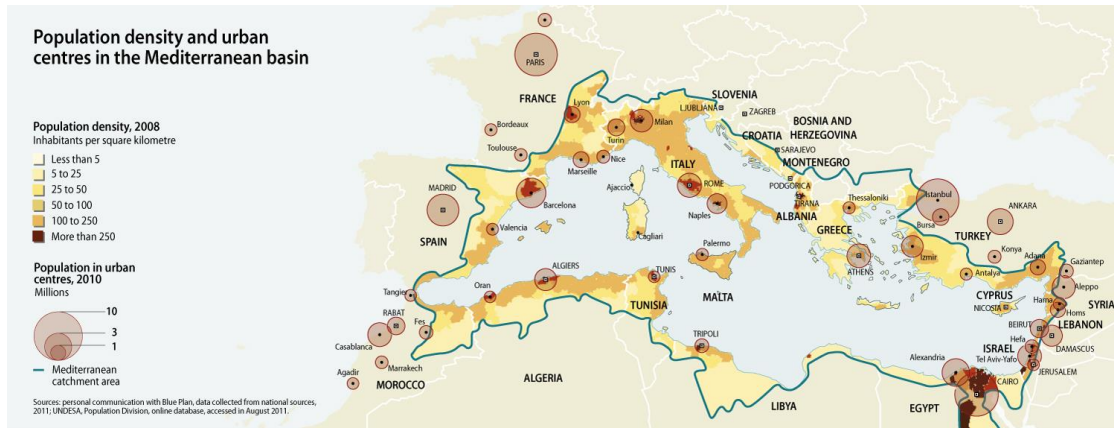 Population density and urban
centres in the Mediterranean basin
Population density, 2008
Inhabitants per square kilometre
Less than 5
5 to 25
25 to 50
50 to 100
100 to 250
More than 250
Population in urban
centres, 2010
Millions
10
3
1
Mediterranean
catchment area
Sources: personal communication with Blue Plan, data collected from national sources,
2011; UNDESA, Population Division, online database, accessed in August 2011.
PARIS
FRANCE
Lyon
Bordeaux
Toulouse
Marseille
Nice
Turin
Milan
SLOVENIA
LJUBLJANA
ZAGREB
CROATIA
BOSNIA AND
HERZEGOVINA
SARAJEVO
MONTENEGRO
PODGORICA
TIRANA
ALBANIA
ITALY
ROME
Naples
Ajaccio
Cagliari
Palermo
MADRID
SPAIN
Barcelona
Valencia
Thessaloniki
GREECE
ATHENS
Istanbul
Bursa
ANKARA
TURKEY
Konya
Izmir
Antalya
Adana
Gaziantep
Aleppo
CYPRUS
NICOSIA
Hama
Homs
SYRIA
BEIRUT
LEBANON
DAMASCUS
ISRAEL
Hefa
Tel Aviv-Yafo
JERUSALEM
Tangier
RABAT
Fes
Casablanca
Marrakech
Agadir
MOROCCO
Oran
ALGIERS
ALGERIA
TUNIS
TUNISIA
MALTA
TRIPOLI
LIBYA
Alexandria
CAIRO
EGYPT